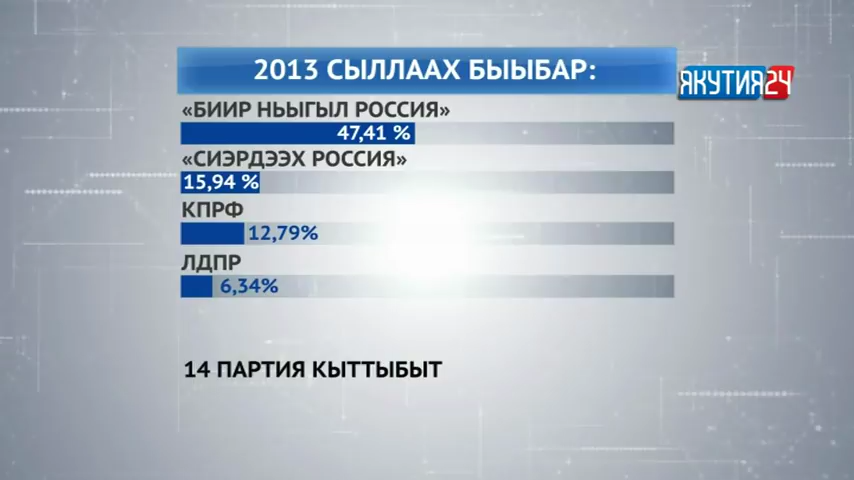 2013 СЫЛЛААХ БЫЫБАР:
ЯКУТИЯ24
«БИИР НЬЫГЫЛ РОССИЯ»
47,41 %
«СИЭРДЭЭХ РОССИЯ»
15,94 %
КПРФ
12,79%
ЛДПР
6,34%
14 ПАРТИЯ КЫТТЫБЫТ